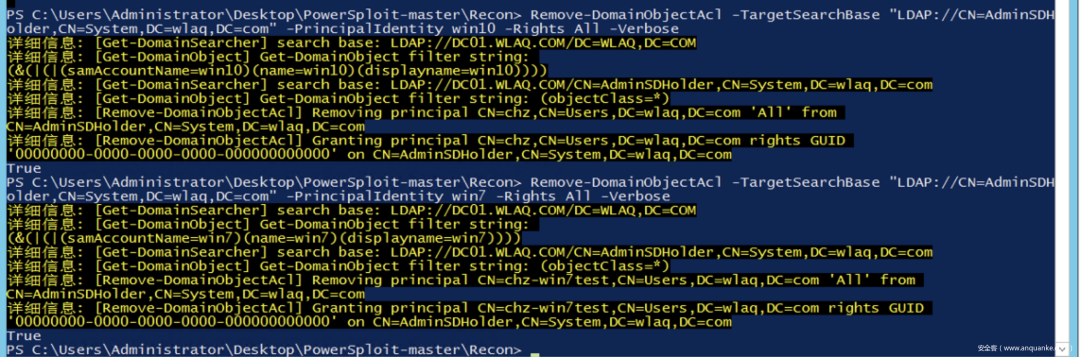 PS C:\Users\Administrator\Desktop\PowerSploit-master\Recon> Remove-DomainObjectAcl -TargetSearchBase "LDAP://CN=AdminSDH
older,CN=System,DC=wlaq,DC=com" -PrincipalIdentity win10 -Rights All -Verbose
详细信息: [Get-DomainSearcher] search base: LDAP://DC01.WLAQ.COM/DC=WLAQ,DC=COM
详细信息: [Get-DomainObject] Get-DomainObject filter string:
(&(|(|(samAccountName=win10)(name=win10)(displayname=win10))))
详细信息: [Get-DomainSearcher] search base: LDAP://DC01.WLAQ.COM/CN=AdminSDHolder,CN=System,DC=wlaq,DC=com
详细信息: [Get-DomainObject] Get-DomainObject filter string: (objectClass=*)
详细信息: [Remove-DomainObjectAcl] Removing principal CN=chz,CN=Users,DC=wlaq,DC=com 'All' from
CN=AdminSDHolder,CN=System,DC=wlaq,DC=com
详细信息: [Remove-DomainObjectAcl] Granting principal CN=chz,CN=Users,DC=wlaq,DC=com rights GUID
'00000000-0000-0000-0000-000000000000' on CN=AdminSDHolder,CN=System,DC=wlaq,DC=com
True
PS C:\Users\Administrator\Desktop\PowerSploit-master\Recon> Remove-DomainObjectAcl -TargetSearchBase "LDAP://CN=AdminSDH
older,CN=System,DC=wlaq,DC=com" -PrincipalIdentity win7 -Rights All -Verbose
详细信息: [Get-DomainSearcher] search base: LDAP://DC01.WLAQ.COM/DC=WLAQ,DC=COM
详细信息: [Get-DomainObject] Get-DomainObject filter string:
(&(|(|(samAccountName=win7)(name=win7)(displayname=win7))))
详细信息: [Get-DomainSearcher] search base: LDAP://DC01.WLAQ.COM/CN=AdminSDHolder,CN=System,DC=wlaq,DC=com
详细信息: [Get-DomainObject] Get-DomainObject filter string: (objectClass=*)
详细信息: [Remove-DomainObjectAcl] Removing principal CN=chz-win7test,CN=Users,DC=wlaq,DC=com 'All' from
CN=AdminSDHolder,CN=System,DC=wlaq,DC=com
详细信息: [Remove-DomainObjectAcl] Granting principal CN=chz-win7test,CN=Users,DC=wlaq,DC=com rights GUID
'00000000-0000-0000-0000-000000000000' on CN=AdminSDHolder,CN=System,DC=wlaq,DC=com
True
PS C:\Users\Administrator\Desktop\PowerSploit-master\Recon>